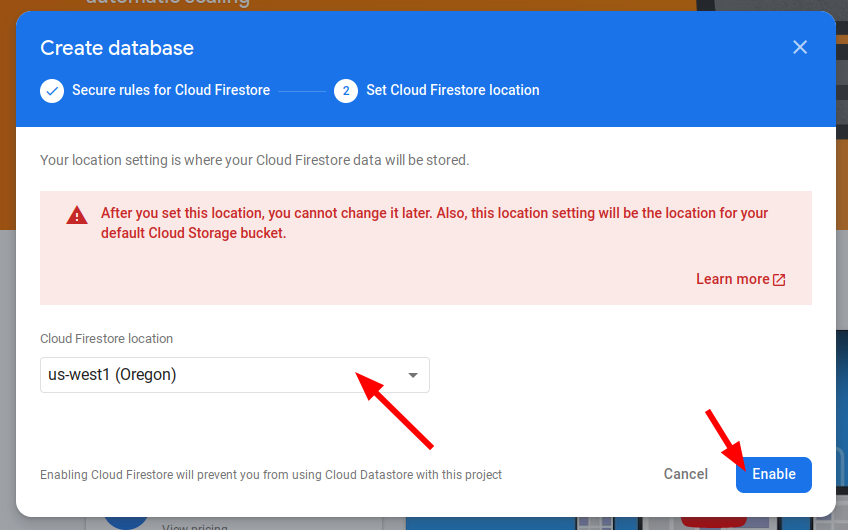 automatic scaling
Create database
Secure rules for Cloud Firestore
2
Set Cloud Firestore location
Your location setting is where your Cloud Firestore data will be stored.
After you set this location, you cannot change it later. Also, this location setting will be the location for your
default Cloud Storage bucket.
Learn more
Cloud Firestore location
us-west1 (Oregon)
Enabling Cloud Firestore will prevent you from using Cloud Datastore with this project
Cancel
Enable
View pricing